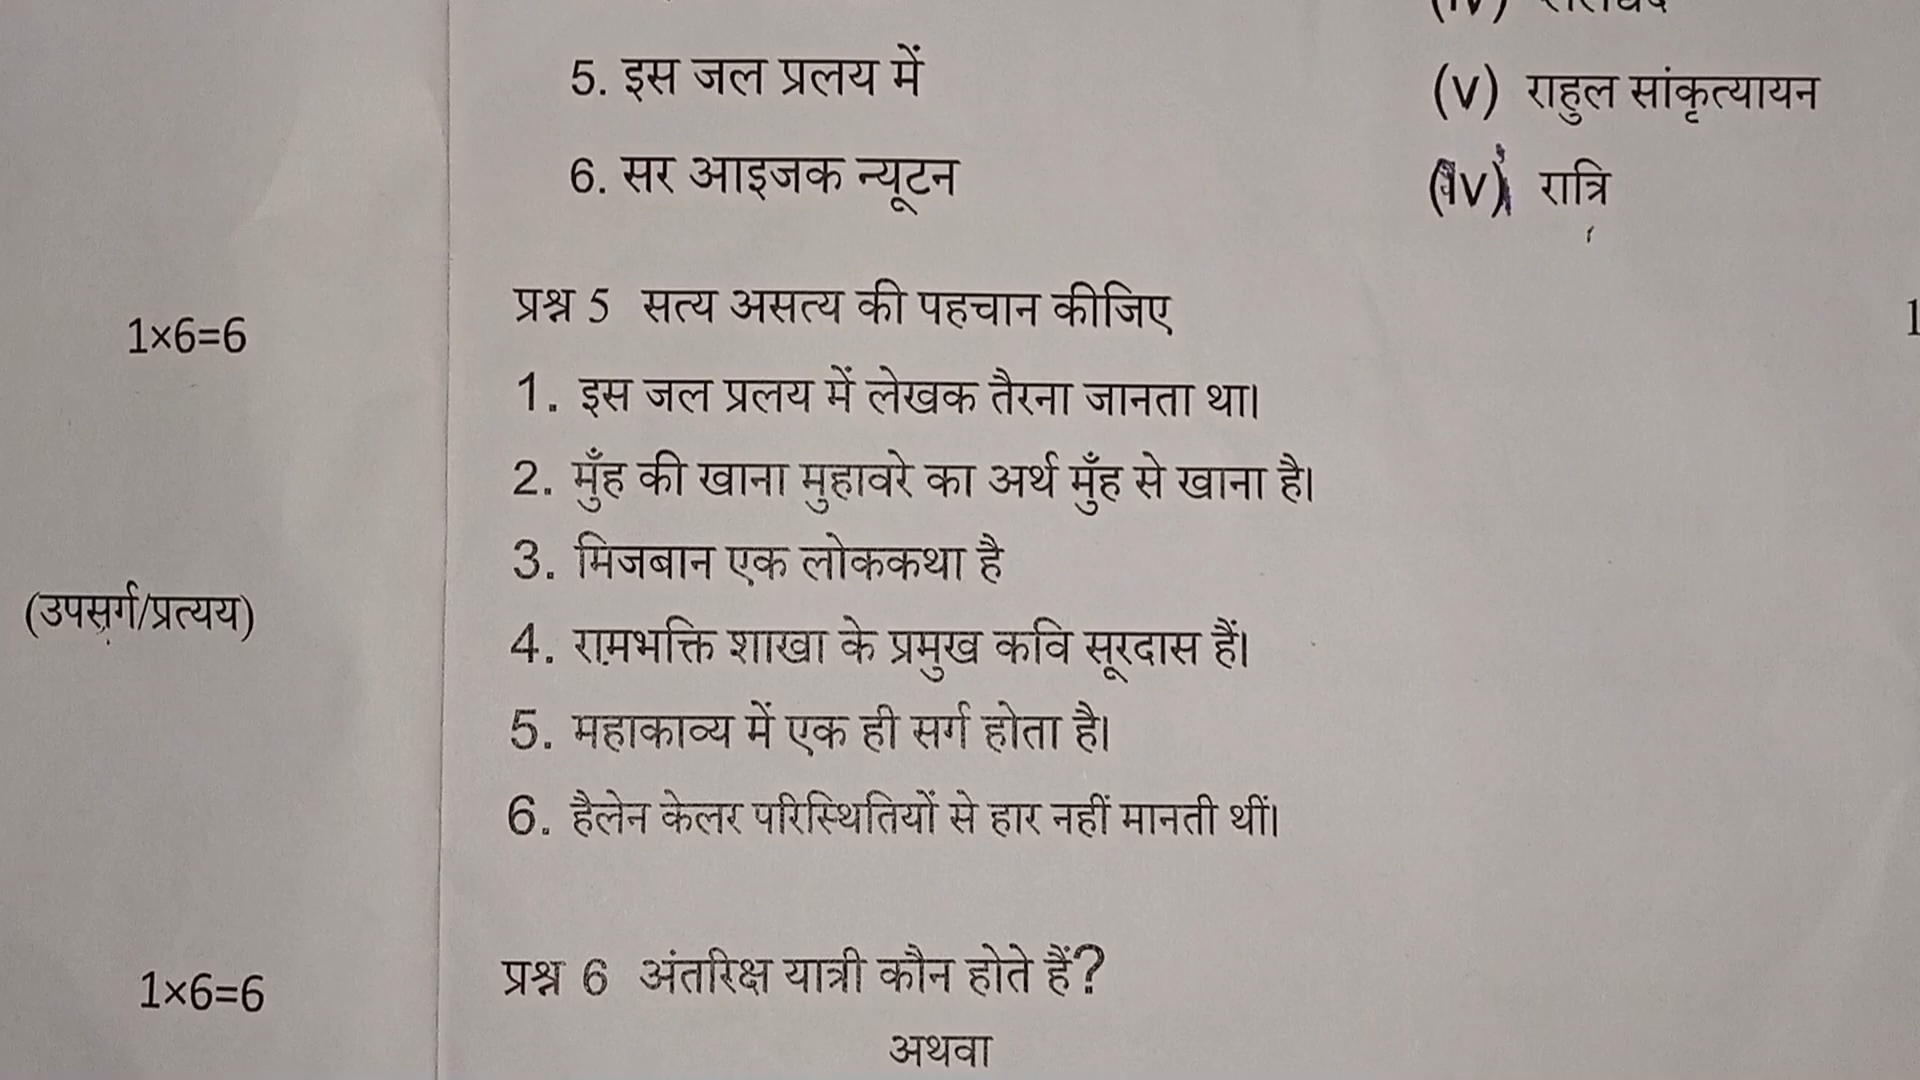 5. इस जल प्रलय में
(v) राहुल सांकृत्यायन
6. सर आइजक न्यूटन
रात्रि
1×6=6
प्रश्न 5 सत्य असत्य की पहचान कीजिए
1
1. इस जल प्रलय में लेखक तैरना जानता था।
2. मुँह की खाना मुहावरे का अर्थ मुँह से खाना है।
3. मिजबान एक लोककथा है
(उपसर्ग/प्रत्यय)
4. रामभक्ति शाखा के प्रमुख कवि सूरदास हैं।
5. महाकाव्य में एक ही सर्ग होता है।
6. हैलेन केलर परिस्थितियों से हार नहीं मानती थीं।
1×6=6
प्रश्न 6 अंतरिक्ष यात्री कौन होते हैं?
अथवा